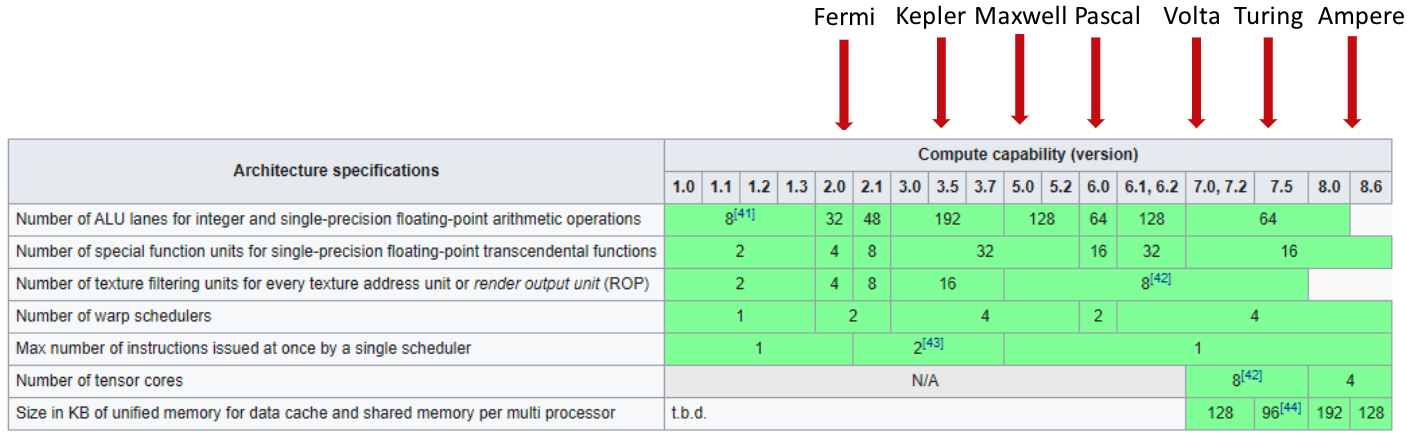 Fermi Kepler Maxwell Pascal Volta Turing Ampere
Architecture specifications
Compute capability (version)
1.0 1.1 1.2 1.3 2.0 2.1 3.0 3.5 3.7 5.0 5.2 6.0 6.1, 6.2 7.0, 7.2 7.5 8.0 8.6
Number of ALU lanes for integer and single-precision floating-point arithmetic operations 8[41] 32 48 192 128 64 128 64
Number of special function units for single-precision floating-point transcendental functions 2 4 8 32 16 32 16
Number of texture filtering units for every texture address unit or render output unit (ROP) 2 4 8 16 8[42]
Number of warp schedulers 1 2 4 2 4
Max number of instructions issued at once by a single scheduler 1 2[43] 1
Number of tensor cores N/A 8[42] 4
Size in KB of unified memory for data cache and shared memory per multi processor t.b.d. 128 96[44] 192 128